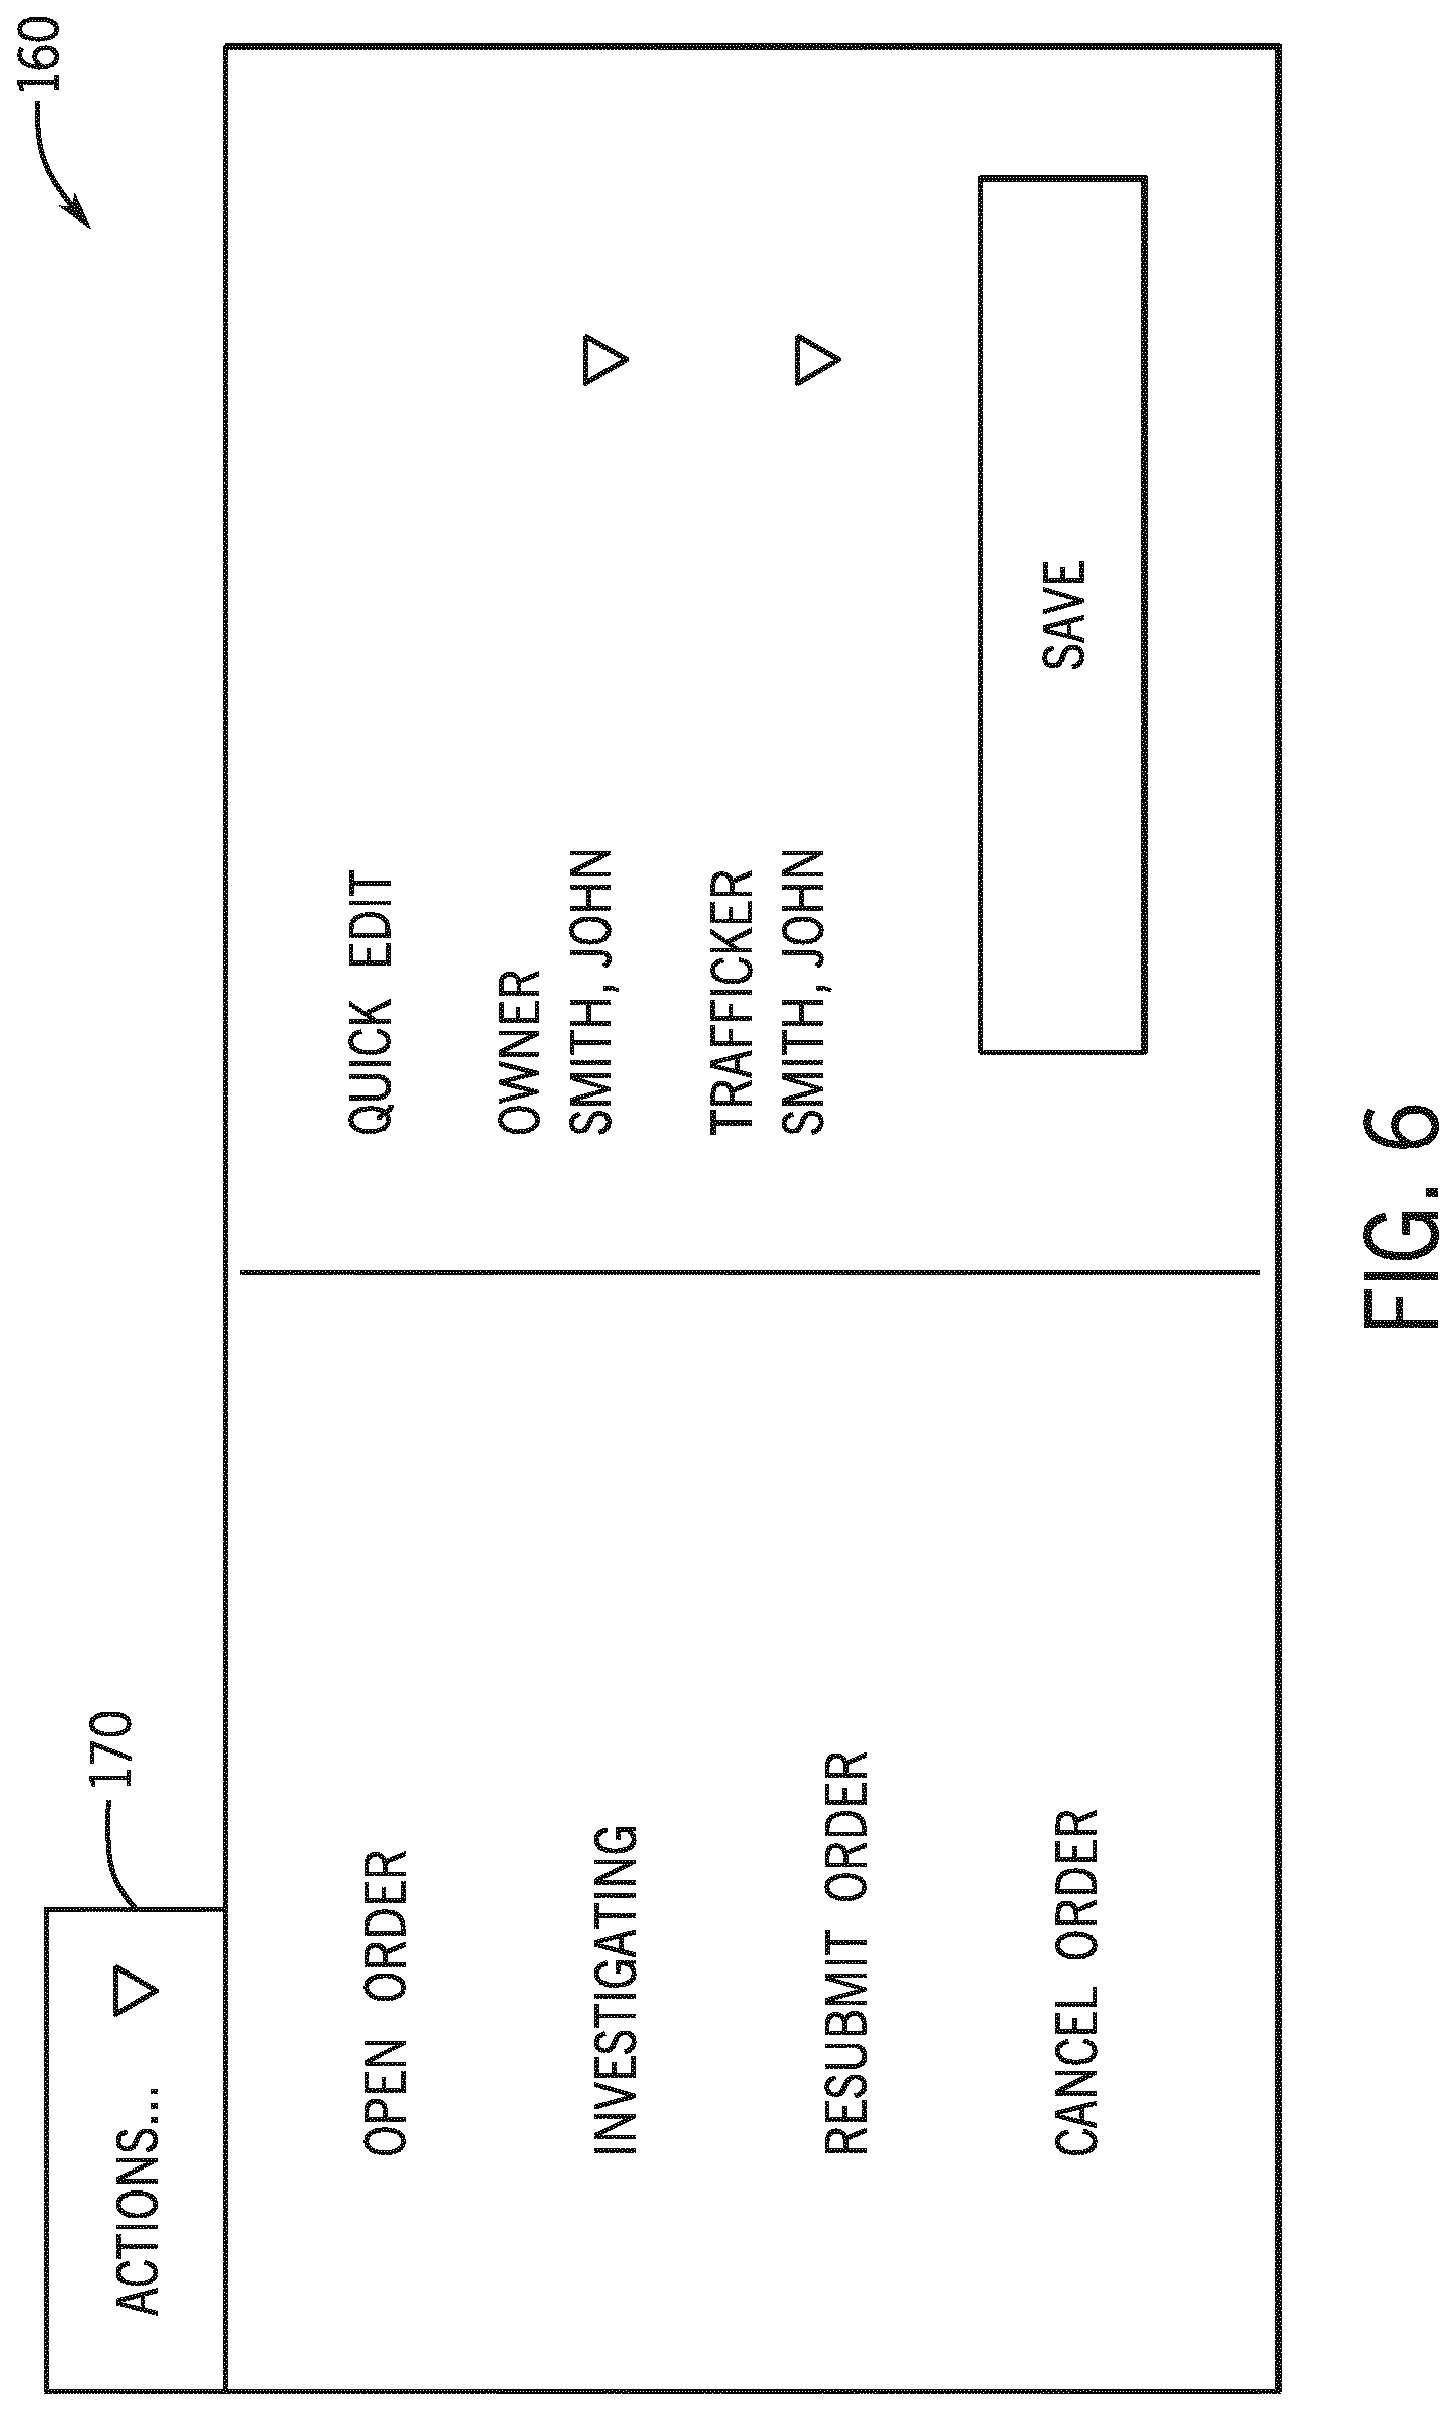 160
170
ACTIONS...
OPEN ORDER
INVESTIGATING
RESUBMIT ORDER
CANCEL ORDER
QUICK EDIT
OWNER
SMITH, JOHN
TRAFFICKER
SMITH, JOHN
SAVE
FIG. 6